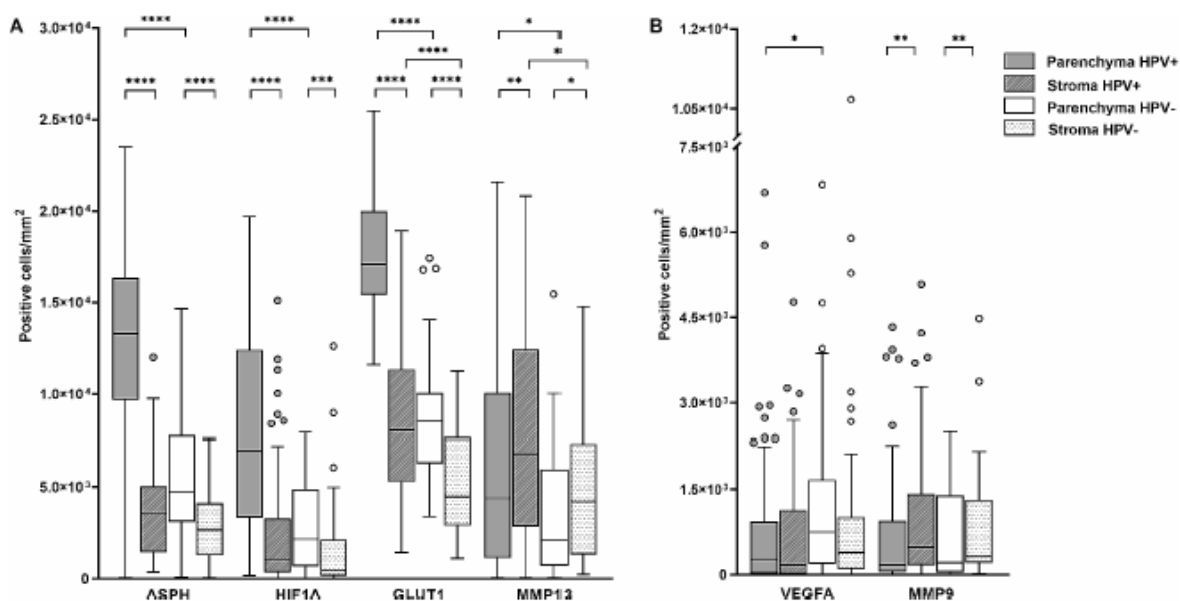 A
Positive cells/mm²
3.0×10⁴
2.5×10⁴
2.0×10⁴
1.5×10⁴
1.0×10⁴
5.0×10³
0
**** **** **** * 
**** *
**** **** **** *** **** **** ** *
ASPH HIF1A GLUT1 MMP13
B
Positive cells/mm²
1.2×10⁴
1.05×10⁴
7.5×10³
6.0×10³
4.5×10³
3.0×10³
1.5×10³
0
* ** **
VEGFA MMP9
Parenchyma HPV+
Stroma HPV+
Parenchyma HPV-
Stroma HPV-